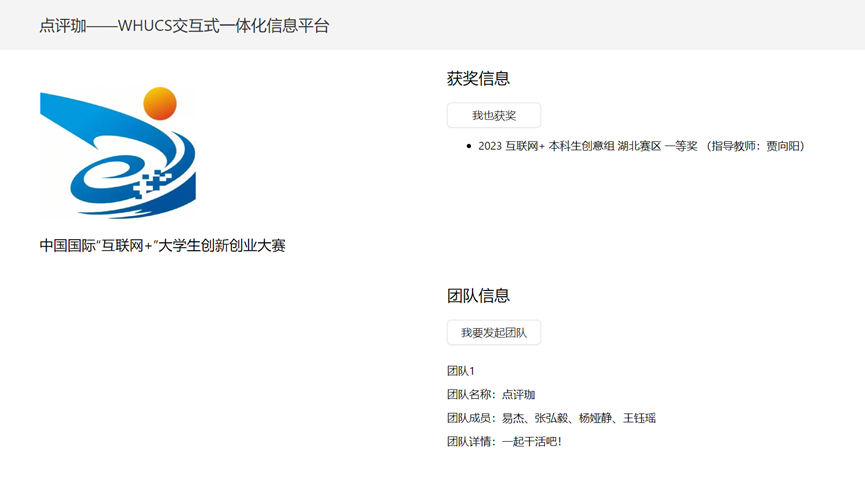 点评珈——WHUCS交互式一体化信息平台
中国国际“互联网+”大学生创新创业大赛
获奖信息
我也获奖
2023 互联网+ 本科生创意组 湖北赛区 一等奖 （指导教师：贾向阳）
团队信息
我要发起团队
团队1
团队名称：点评珈
团队成员：易杰、张弘毅、杨娅静、王钰瑶
团队详情：一起干活吧！